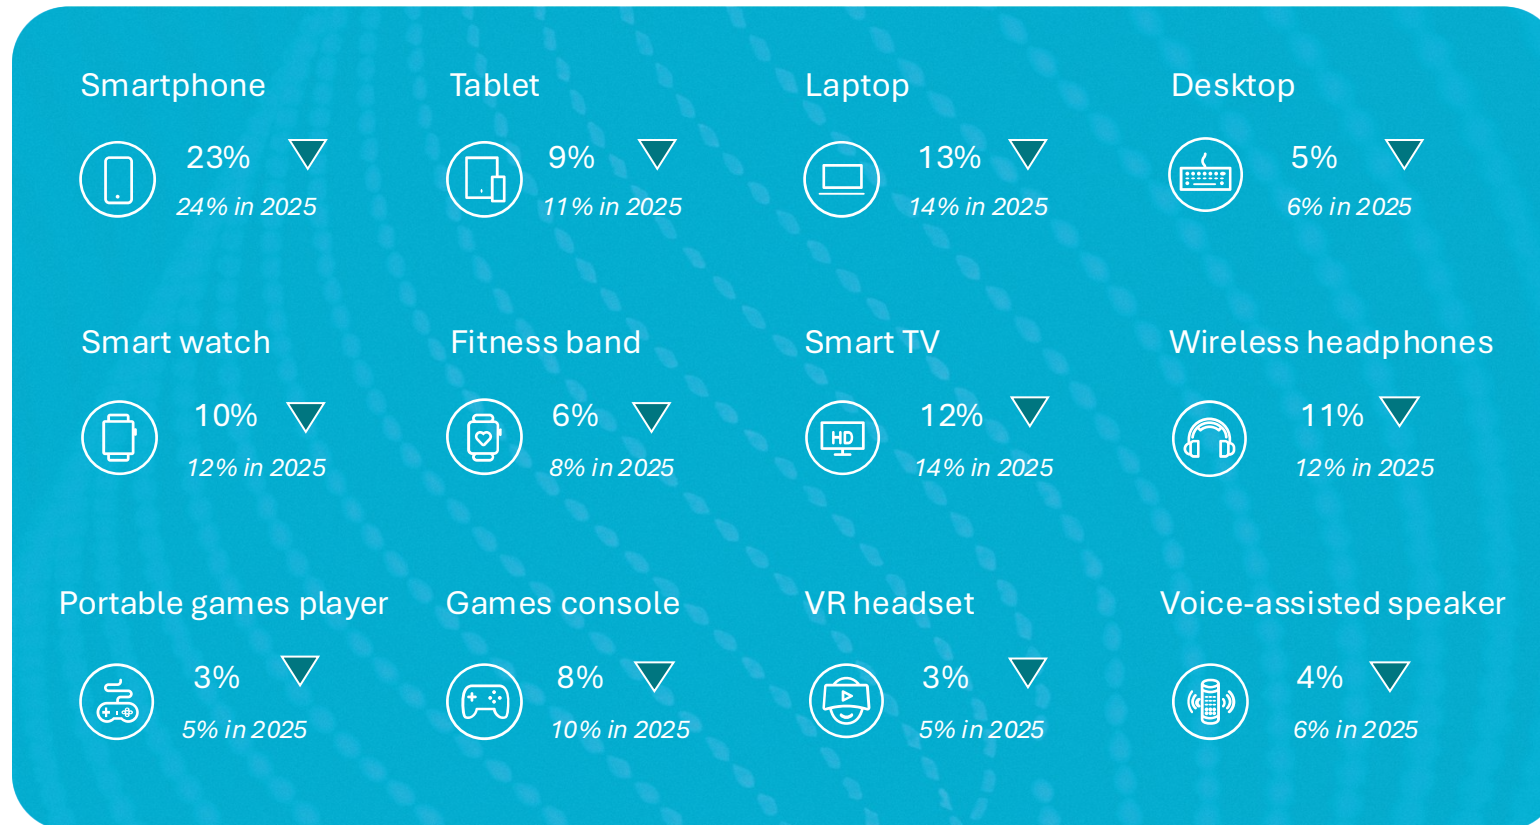 Smartphone
23%
24% in 2025
Tablet
9%
11% in 2025
Laptop
13%
14% in 2025
Desktop
5%
6% in 2025
Smart watch
10%
12% in 2025
Fitness band
6%
8% in 2025
Smart TV
HD
12%
14% in 2025
Wireless headphones
11%
12% in 2025
Portable games player
3%
5% in 2025
Games console
8%
10% in 2025
VR headset
3%
5% in 2025
Voice-assisted speaker
4%
6% in 2025